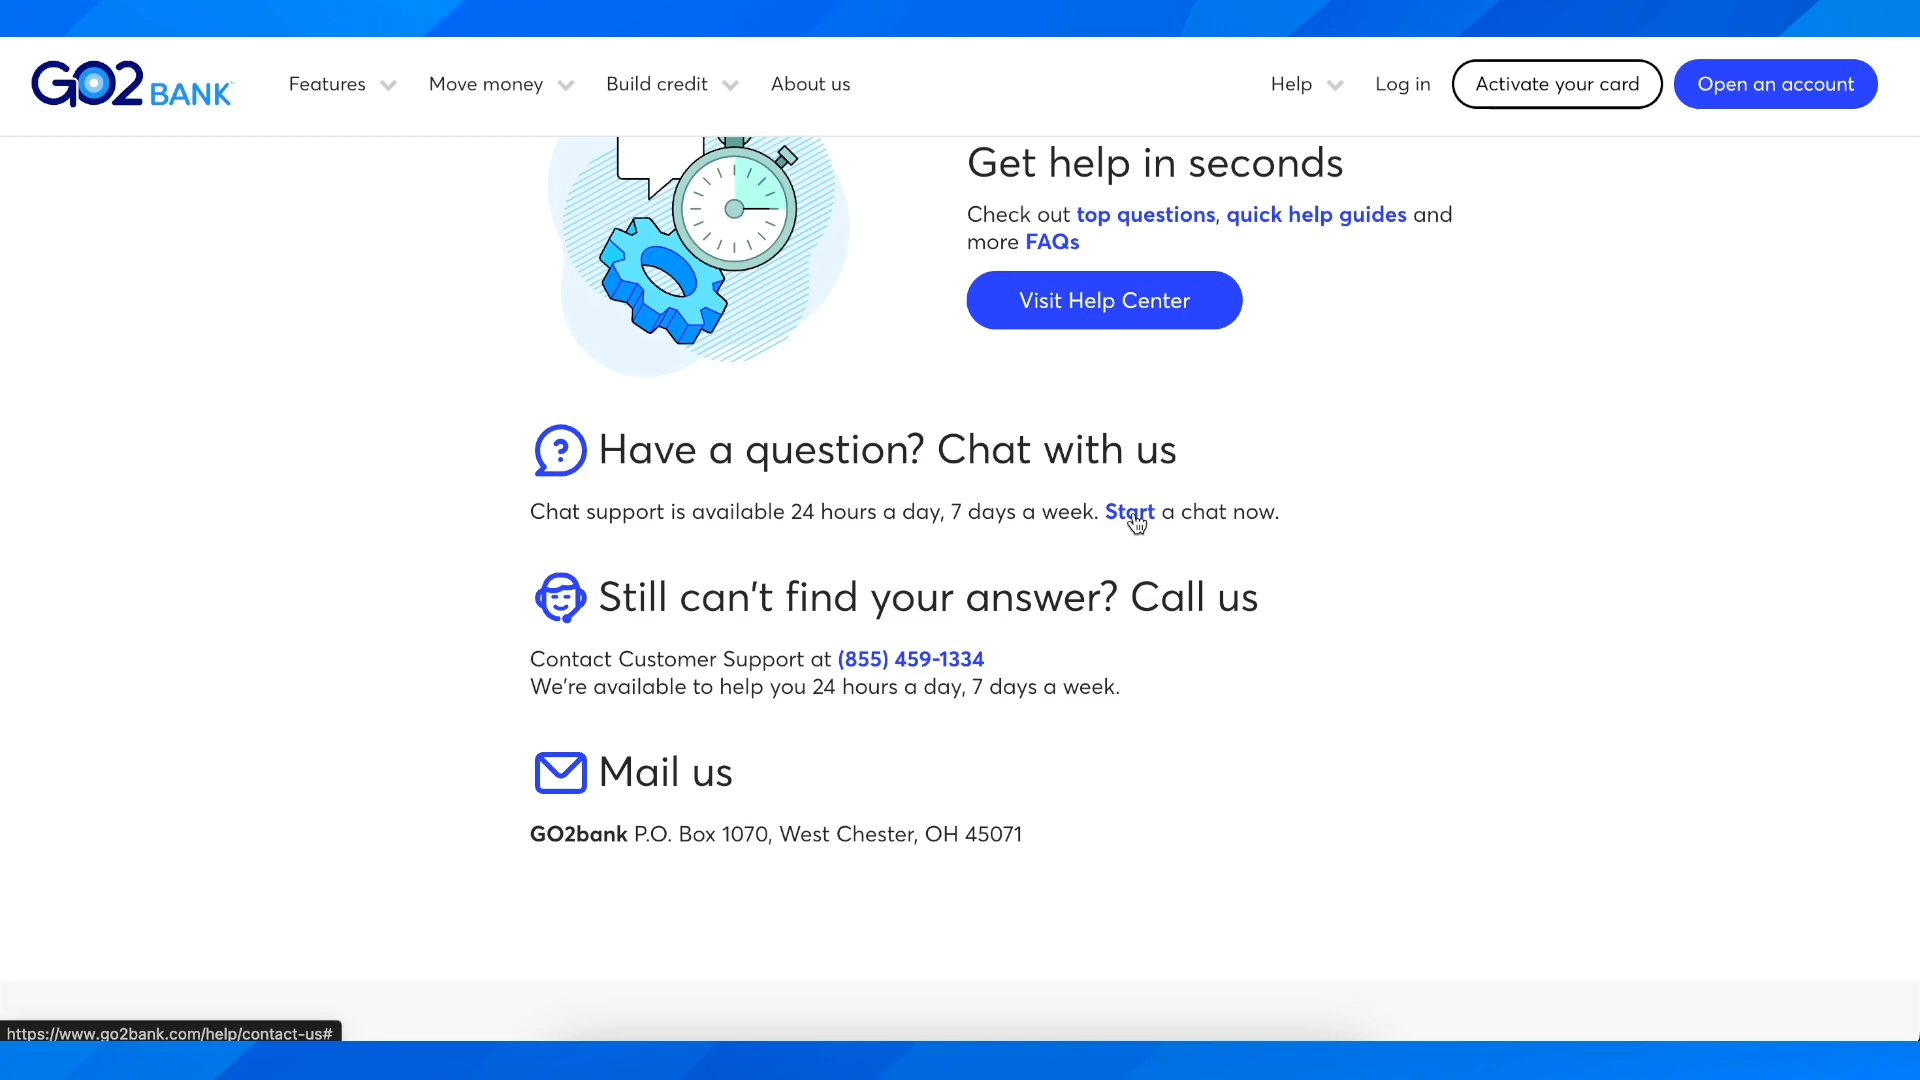 GO2 BANK
Features
Move money
Build credit
About us
Help
Log in
Activate your card
Open an account
Get help in seconds
Check out top questions, quick help guides and
more FAQs
Visit Help Center
? Have a question? Chat with us
Chat support is available 24 hours a day, 7 days a week. Start a chat now.
Still can't find your answer? Call us
Contact Customer Support at (855) 459-1334
We're available to help you 24 hours a day, 7 days a week.
Mail us
GO2bank P.O. Box 1070, West Chester, OH 45071
https://www.go2bank.com/help/contact-us#